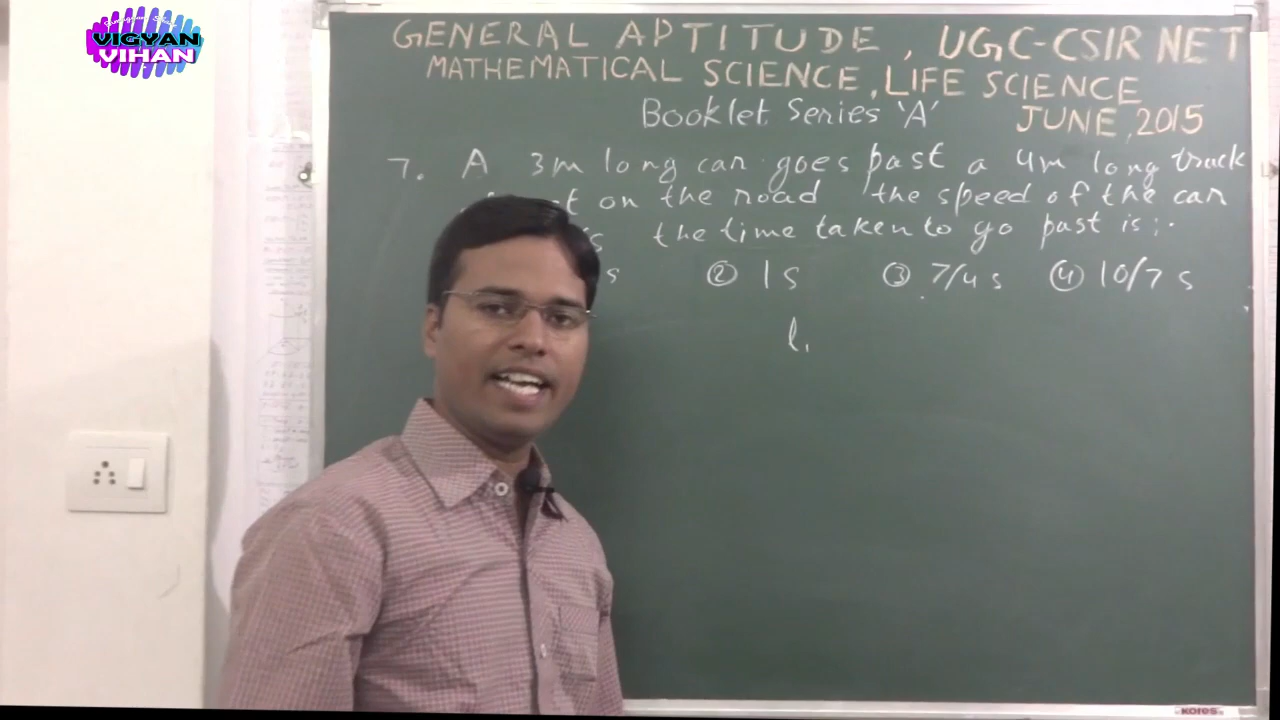 VIGYAN
VIHAN
GENERAL APTITUDE, UGC-CSIR NET
MATHEMATICAL SCIENCE, LIFE SCIENCE
Booklet Series 'A' JUNE, 2015
7. A 3m long car goes past a 4m long truck
on the road the speed of the car
the time taken to go past is:
s ② 1 s ③ 7/4 s ④ 10/7 s
l,
KORES